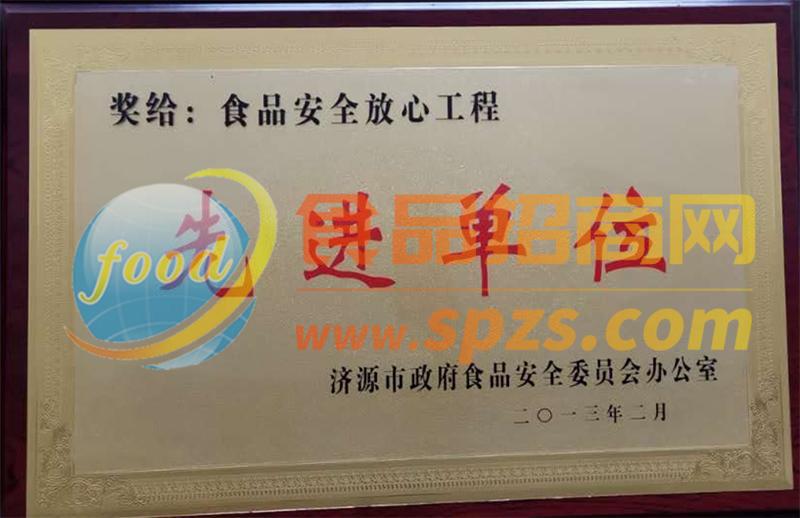 奖给：食品安全放心工程
先进单位
food
食品招商网
www.spzs.com
济源市政府食品安全委员会办公室
二〇一三年二月